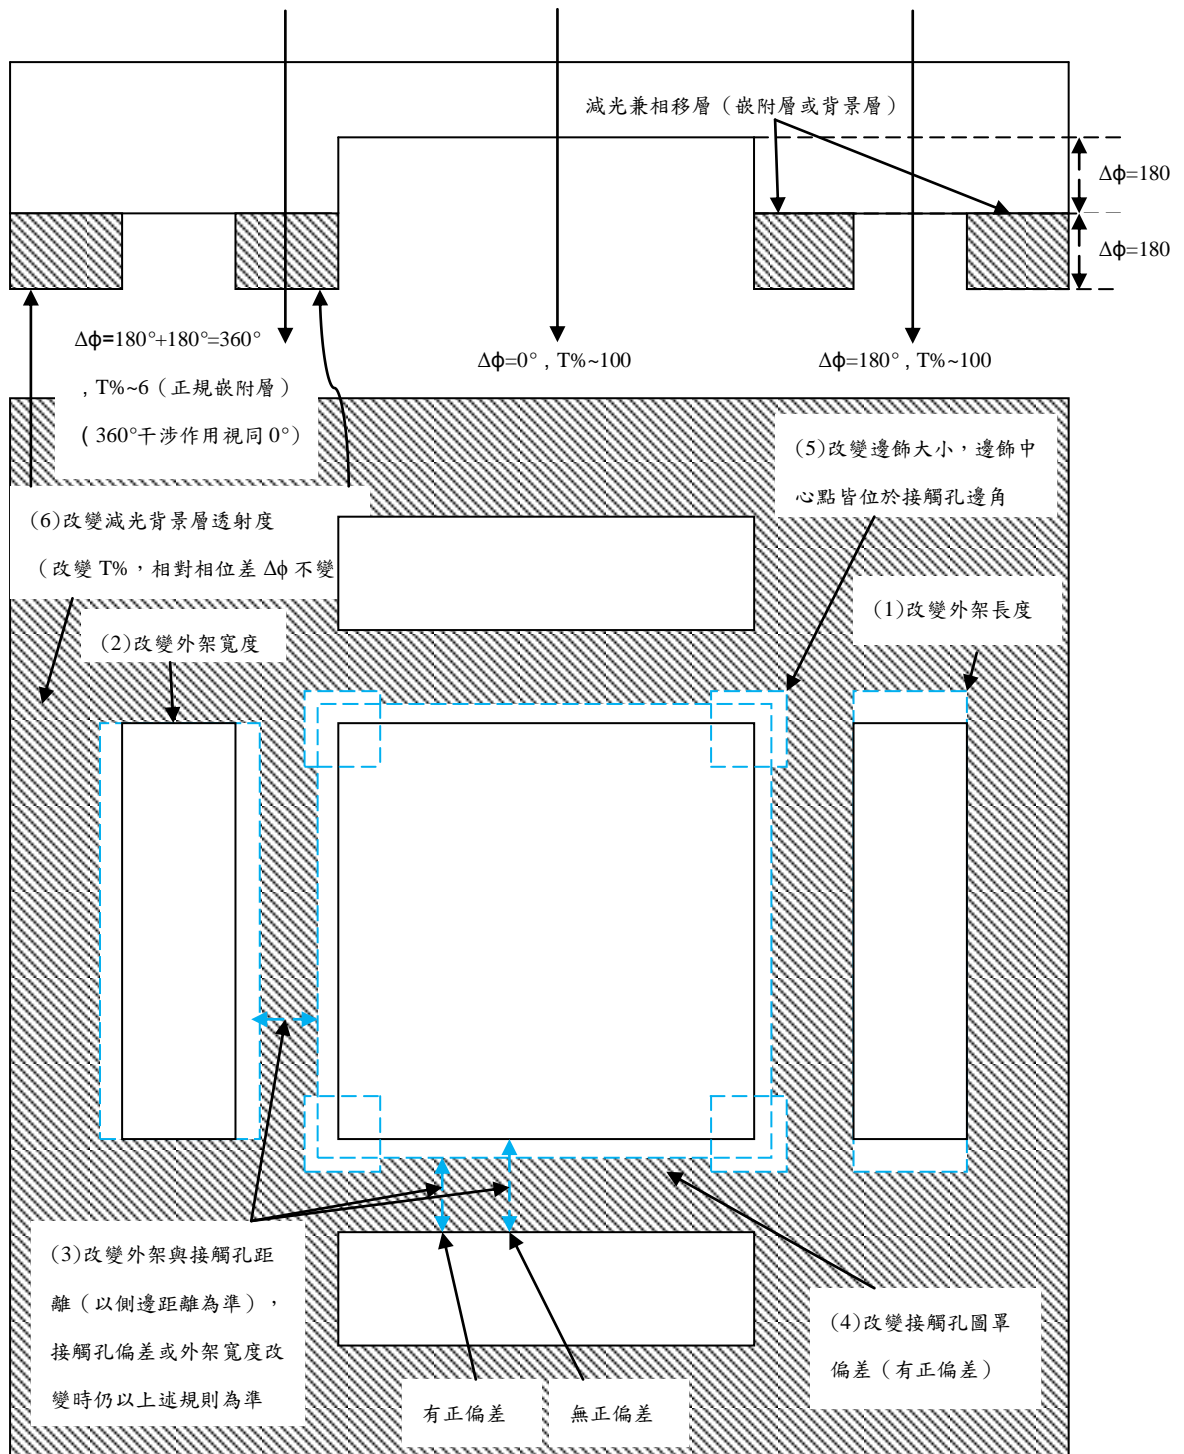 減光兼相移層（嵌附層或背景層）
Δϕ=180
Δϕ=180
Δϕ=180°+180°=360°
, T%~6（正規嵌附層）
（360°干涉作用視同 0°）
Δϕ=0° , T%~100
Δϕ=180° , T%~100
(5)改變邊飾大小，邊飾中
心點皆位於接觸孔邊角
(6)改變減光背景層透射度
（改變 T%，相對相位差 Δϕ 不變
(2)改變外架寬度
(1)改變外架長度
(3)改變外架與接觸孔距
離（以側邊距離為準），
接觸孔偏差或外架寬度改
變時仍以上述規則為準
有正偏差
無正偏差
(4)改變接觸孔圖罩
偏差（有正偏差）